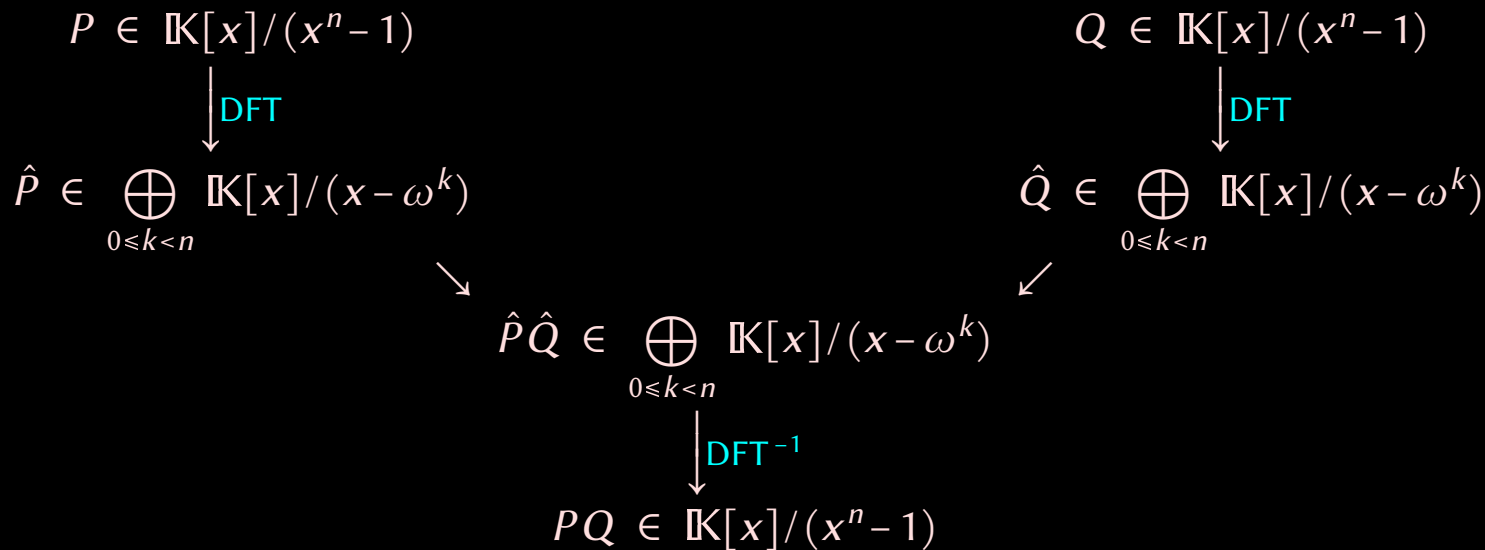 P ∈ 𝕂[x]/(xⁿ − 1) Q ∈ 𝕂[x]/(xⁿ − 1)
DFT DFT
P̂ ∈ ⨁ 𝕂[x]/(x − ωᵏ) Q̂ ∈ ⨁ 𝕂[x]/(x − ωᵏ)
0⩽k<n 0⩽k<n
↘ ↙
P̂Q̂ ∈ ⨁ 𝕂[x]/(x − ωᵏ)
0⩽k<n
DFT⁻¹
PQ ∈ 𝕂[x]/(xⁿ − 1)